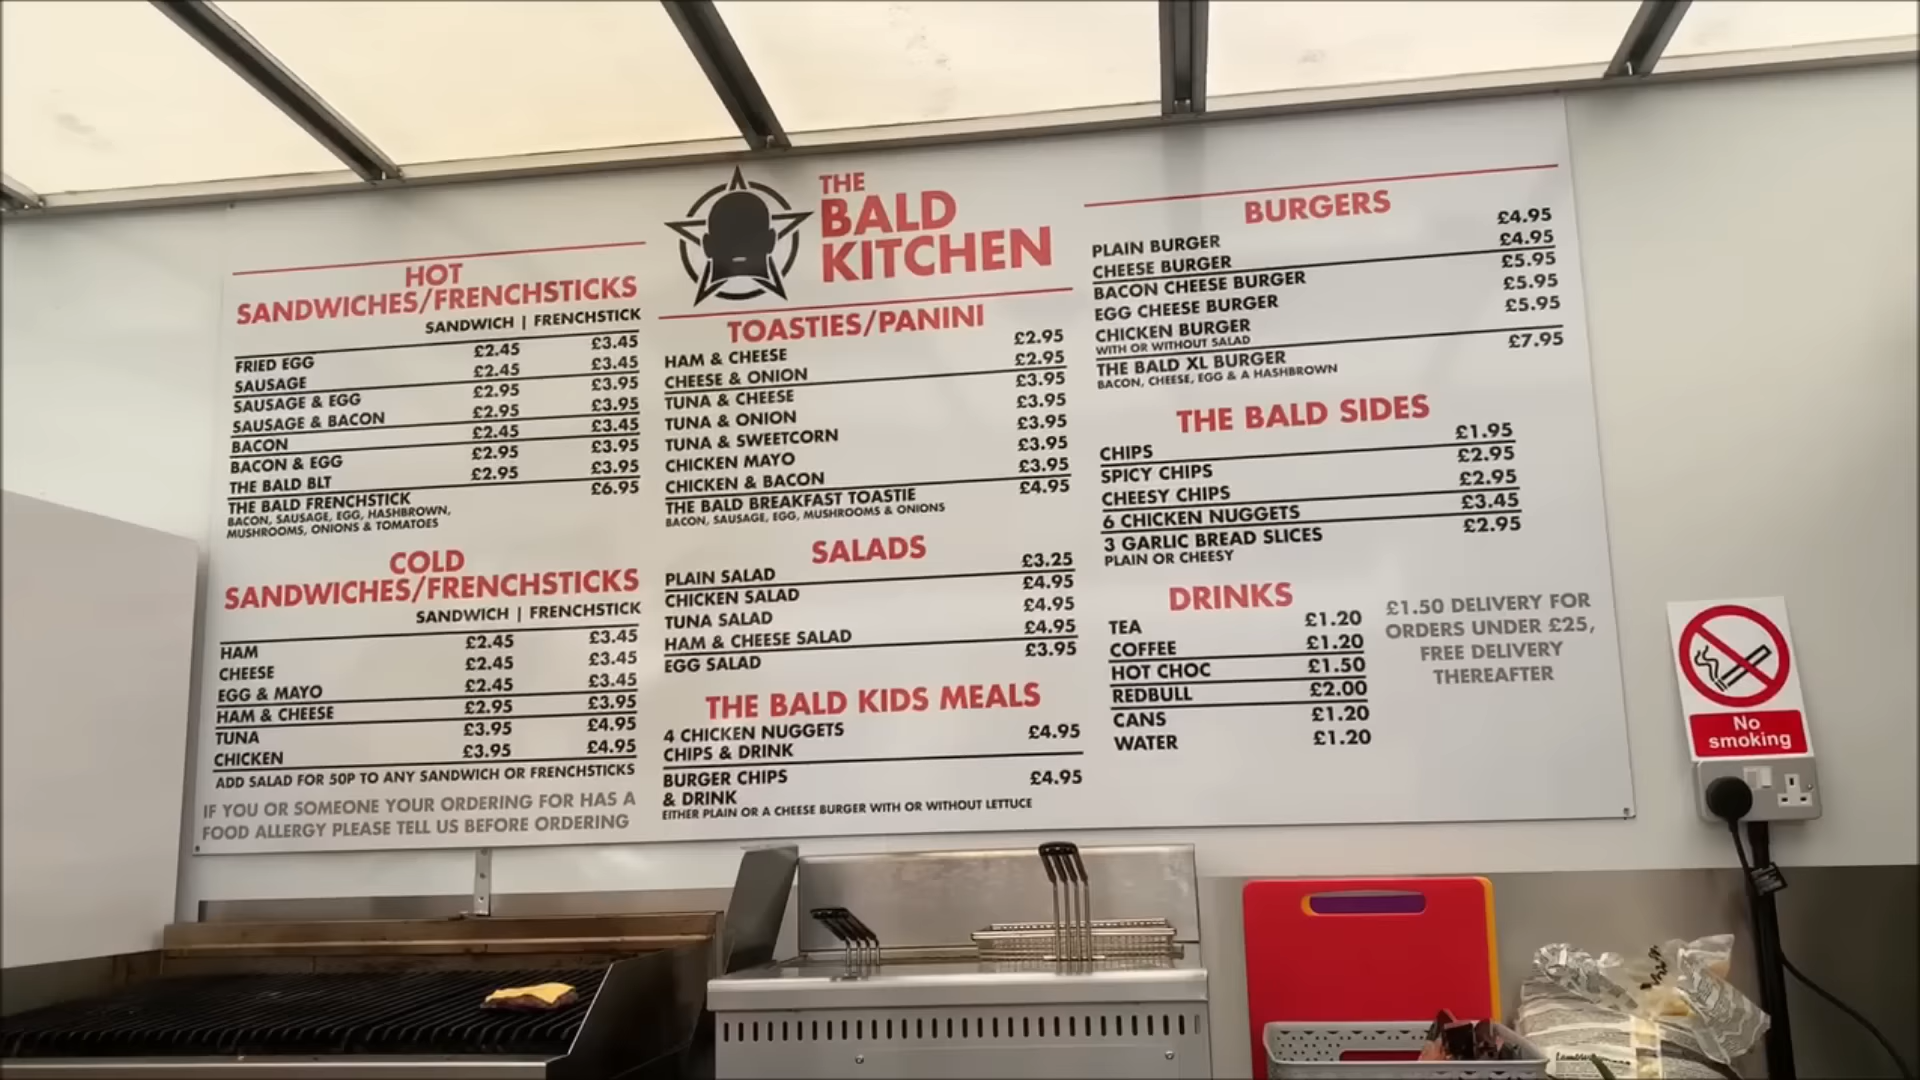 THE
BALD
KITCHEN
HOT
SANDWICHES/FRENCHSTICKS
SANDWICH | FRENCHSTICK
FRIED EGG £2.45 £3.45
SAUSAGE £2.45 £3.45
SAUSAGE & EGG £2.95 £3.95
SAUSAGE & BACON £2.95 £3.95
BACON £2.45 £3.45
BACON & EGG £2.95 £3.95
THE BALD BLT £2.95 £3.95
THE BALD FRENCHSTICK £6.95
BACON, SAUSAGE, EGG, HASHBROWN,
MUSHROOMS, ONIONS & TOMATOES
COLD
SANDWICHES/FRENCHSTICKS
SANDWICH | FRENCHSTICK
HAM £2.45 £3.45
CHEESE £2.45 £3.45
EGG & MAYO £2.45 £3.45
HAM & CHEESE £2.95 £3.95
TUNA £3.95 £4.95
CHICKEN £3.95 £4.95
ADD SALAD FOR 50P TO ANY SANDWICH OR FRENCHSTICKS
IF YOU OR SOMEONE YOUR ORDERING FOR HAS A
FOOD ALLERGY PLEASE TELL US BEFORE ORDERING
TOASTIES/PANINI
HAM & CHEESE £2.95
CHEESE & ONION £2.95
TUNA & CHEESE £3.95
TUNA & ONION £3.95
TUNA & SWEETCORN £3.95
CHICKEN MAYO £3.95
CHICKEN & BACON £3.95
THE BALD BREAKFAST TOASTIE £4.95
BACON, SAUSAGE, EGG, MUSHROOMS & ONIONS
SALADS
PLAIN SALAD £3.25
CHICKEN SALAD £4.95
TUNA SALAD £4.95
HAM & CHEESE SALAD £4.95
EGG SALAD £3.95
THE BALD KIDS MEALS
4 CHICKEN NUGGETS £4.95
CHIPS & DRINK
BURGER CHIPS £4.95
& DRINK
EITHER PLAIN OR A CHEESE BURGER WITH OR WITHOUT LETTUCE
BURGERS
PLAIN BURGER £4.95
CHEESE BURGER £4.95
BACON CHEESE BURGER £5.95
EGG CHEESE BURGER £5.95
CHICKEN BURGER £5.95
WITH OR WITHOUT SALAD
THE BALD XL BURGER £7.95
BACON, CHEESE, EGG & A HASHBROWN
THE BALD SIDES
CHIPS £1.95
SPICY CHIPS £2.95
CHEESY CHIPS £2.95
6 CHICKEN NUGGETS £3.45
3 GARLIC BREAD SLICES £2.95
PLAIN OR CHEESY
DRINKS
TEA £1.20
COFFEE £1.20
HOT CHOC £1.50
REDBULL £2.00
CANS £1.20
WATER £1.20
£1.50 DELIVERY FOR
ORDERS UNDER £25,
FREE DELIVERY
THEREAFTER
No
smoking